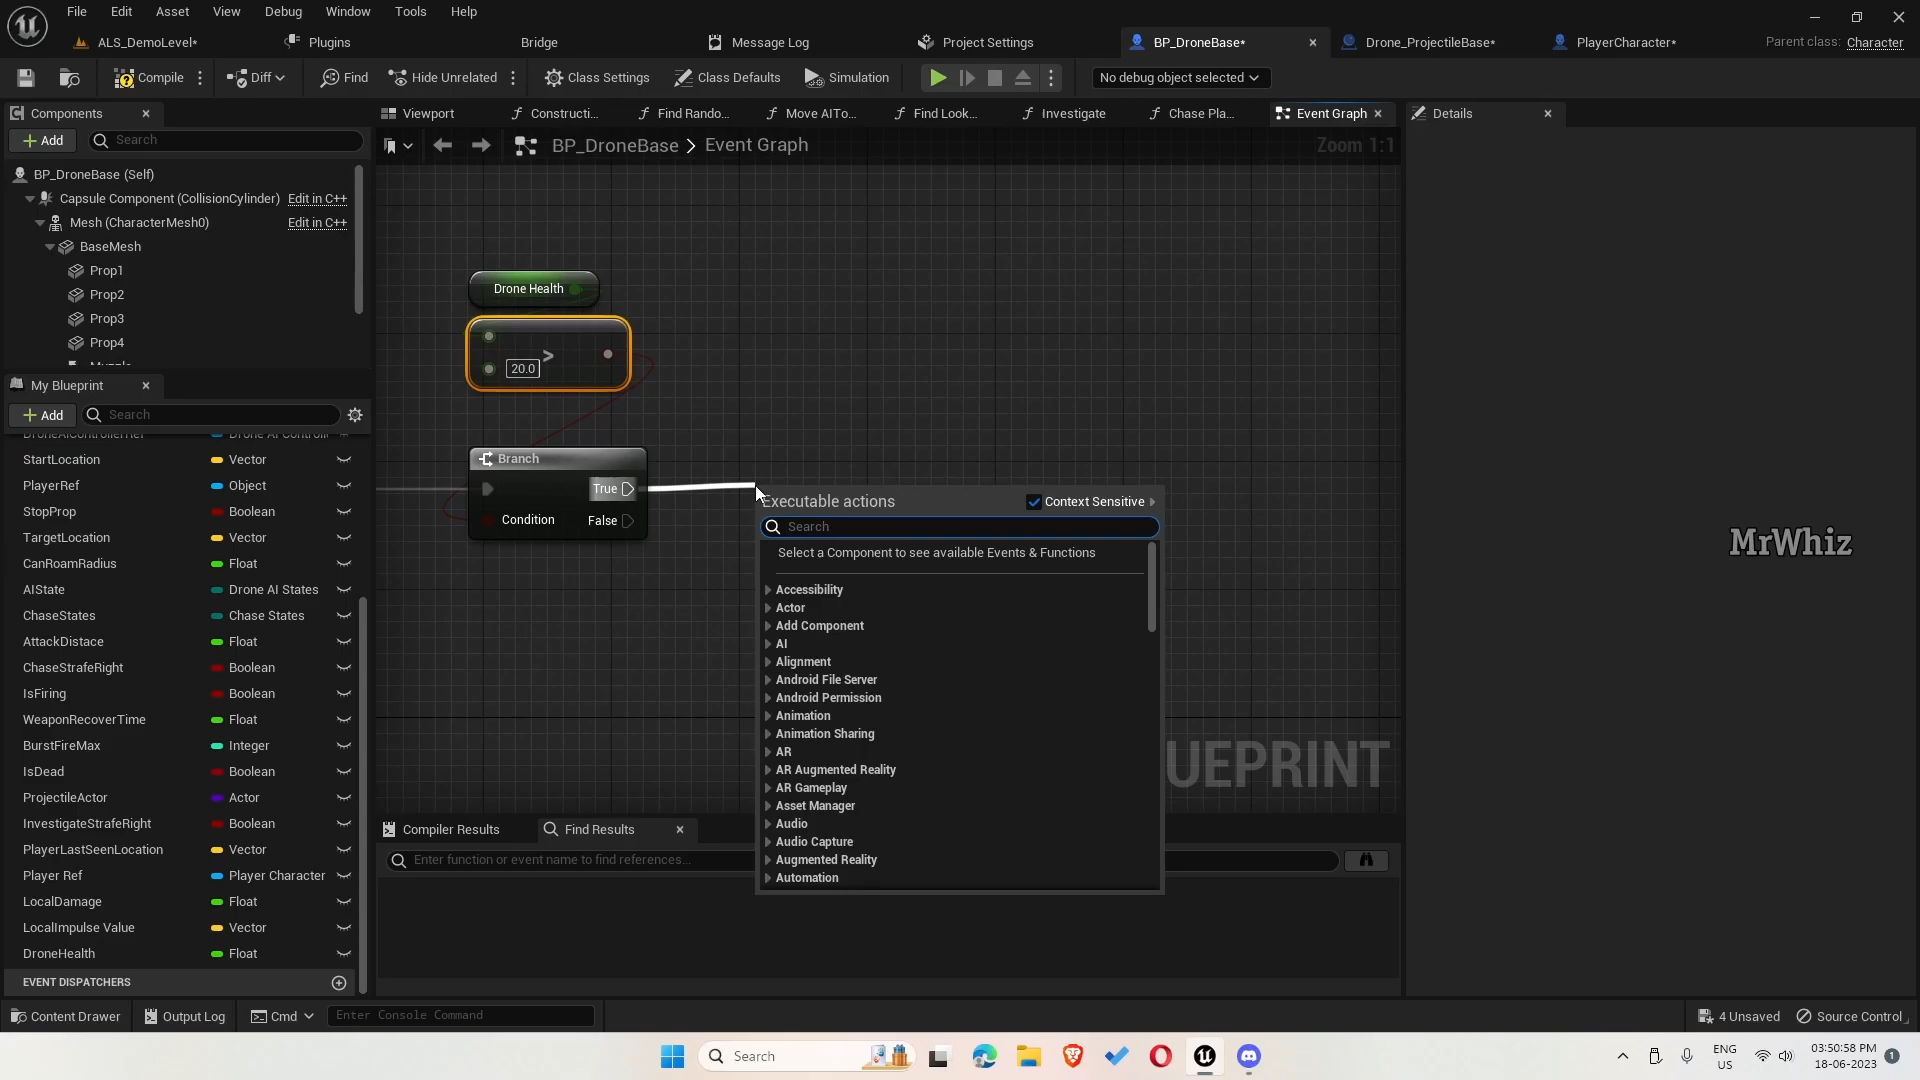 File Edit Asset View Debug Window Tools Help
ALS_DemoLevel* Plugins Bridge Message Log Project Settings BP_DroneBase* Drone_ProjectileBase* PlayerCharacter* Parent class: Character
Compile Diff Find Hide Unrelated Class Settings Class Defaults Simulation No debug object selected
Components Viewport Constructi... Find Rando... Move AITo... Find Look... Investigate Chase Pla... Event Graph Details
Add Search BP_DroneBase > Event Graph Zoom 1:1
BP_DroneBase (Self)
Capsule Component (CollisionCylinder) Edit in C++
Mesh (CharacterMesh0) Edit in C++
BaseMesh
Prop1
Prop2
Prop3
Prop4
My Blueprint
Add Search
StartLocation Vector
PlayerRef Object
StopProp Boolean
TargetLocation Vector
CanRoamRadius Float
AIState Drone AI States
ChaseStates Chase States
AttackDistace Float
ChaseStrafeRight Boolean
IsFiring Boolean
WeaponRecoverTime Float
BurstFireMax Integer
IsDead Boolean
ProjectileActor Actor
InvestigateStrafeRight Boolean
PlayerLastSeenLocation Vector
Player Ref Player Character
LocalDamage Float
LocalImpulse Value Vector
DroneHealth Float
EVENT DISPATCHERS
Drone Health
>
20.0
Branch
True
Condition False
Executable actions Context Sensitive
Search
Select a Component to see available Events & Functions
Accessibility
Actor
Add Component
AI
Alignment
Android File Server
Android Permission
Animation
Animation Sharing
AR
AR Augmented Reality
AR Gameplay
Asset Manager
Audio
Audio Capture
Augmented Reality
Automation
UEPRINT
MrWhiz
Compiler Results Find Results
Enter function or event name to find references...
Content Drawer Output Log Cmd Enter Console Command 4 Unsaved Source Control
Search
ENG
US
03:50:58 PM
18-06-2023
1